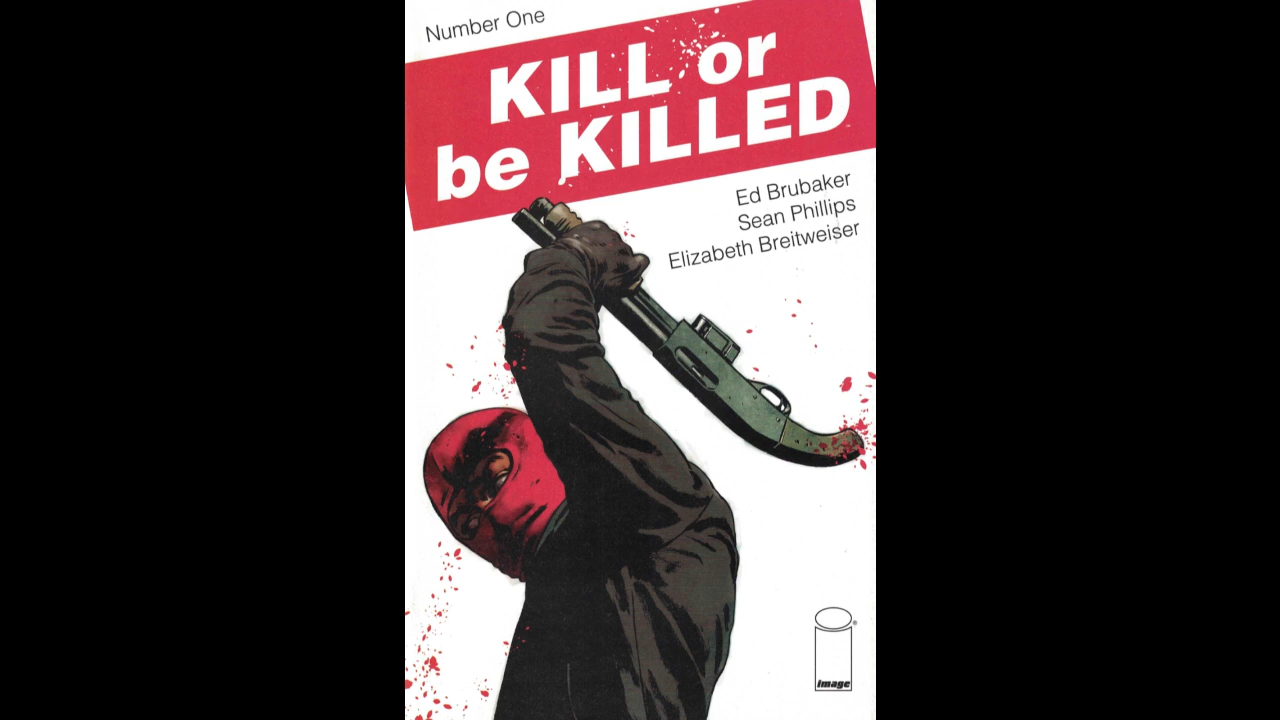 Number One
KILL or
be KILLED
Ed Brubaker
Sean Phillips
Elizabeth Breitweiser
image